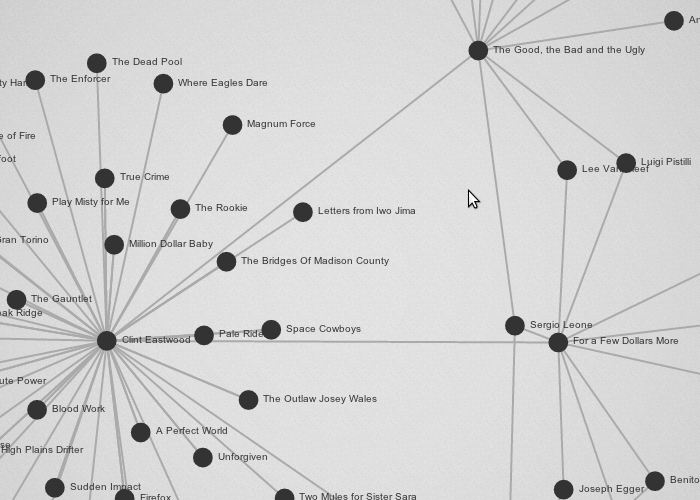 Ar
The Good, the Bad and the Ugly
The Dead Pool
ty Har
The Enforcer
Where Eagles Dare
Magnum Force
e of Fire
foot
Luigi Pistilli
Lee Van Cleef
True Crime
Play Misty for Me
The Rookie
Letters from Iwo Jima
Gran Torino
Million Dollar Baby
The Bridges Of Madison County
The Gauntlet
oak Ridge
Sergio Leone
Space Cowboys
Pale Ride
Clint Eastwood
For a Few Dollars More
ute Power
The Outlaw Josey Wales
Blood Work
A Perfect World
High Plains Drifter
Unforgiven
Benito
Sudden Impact
Joseph Egger
Firefox
Two Mules for Sister Sara